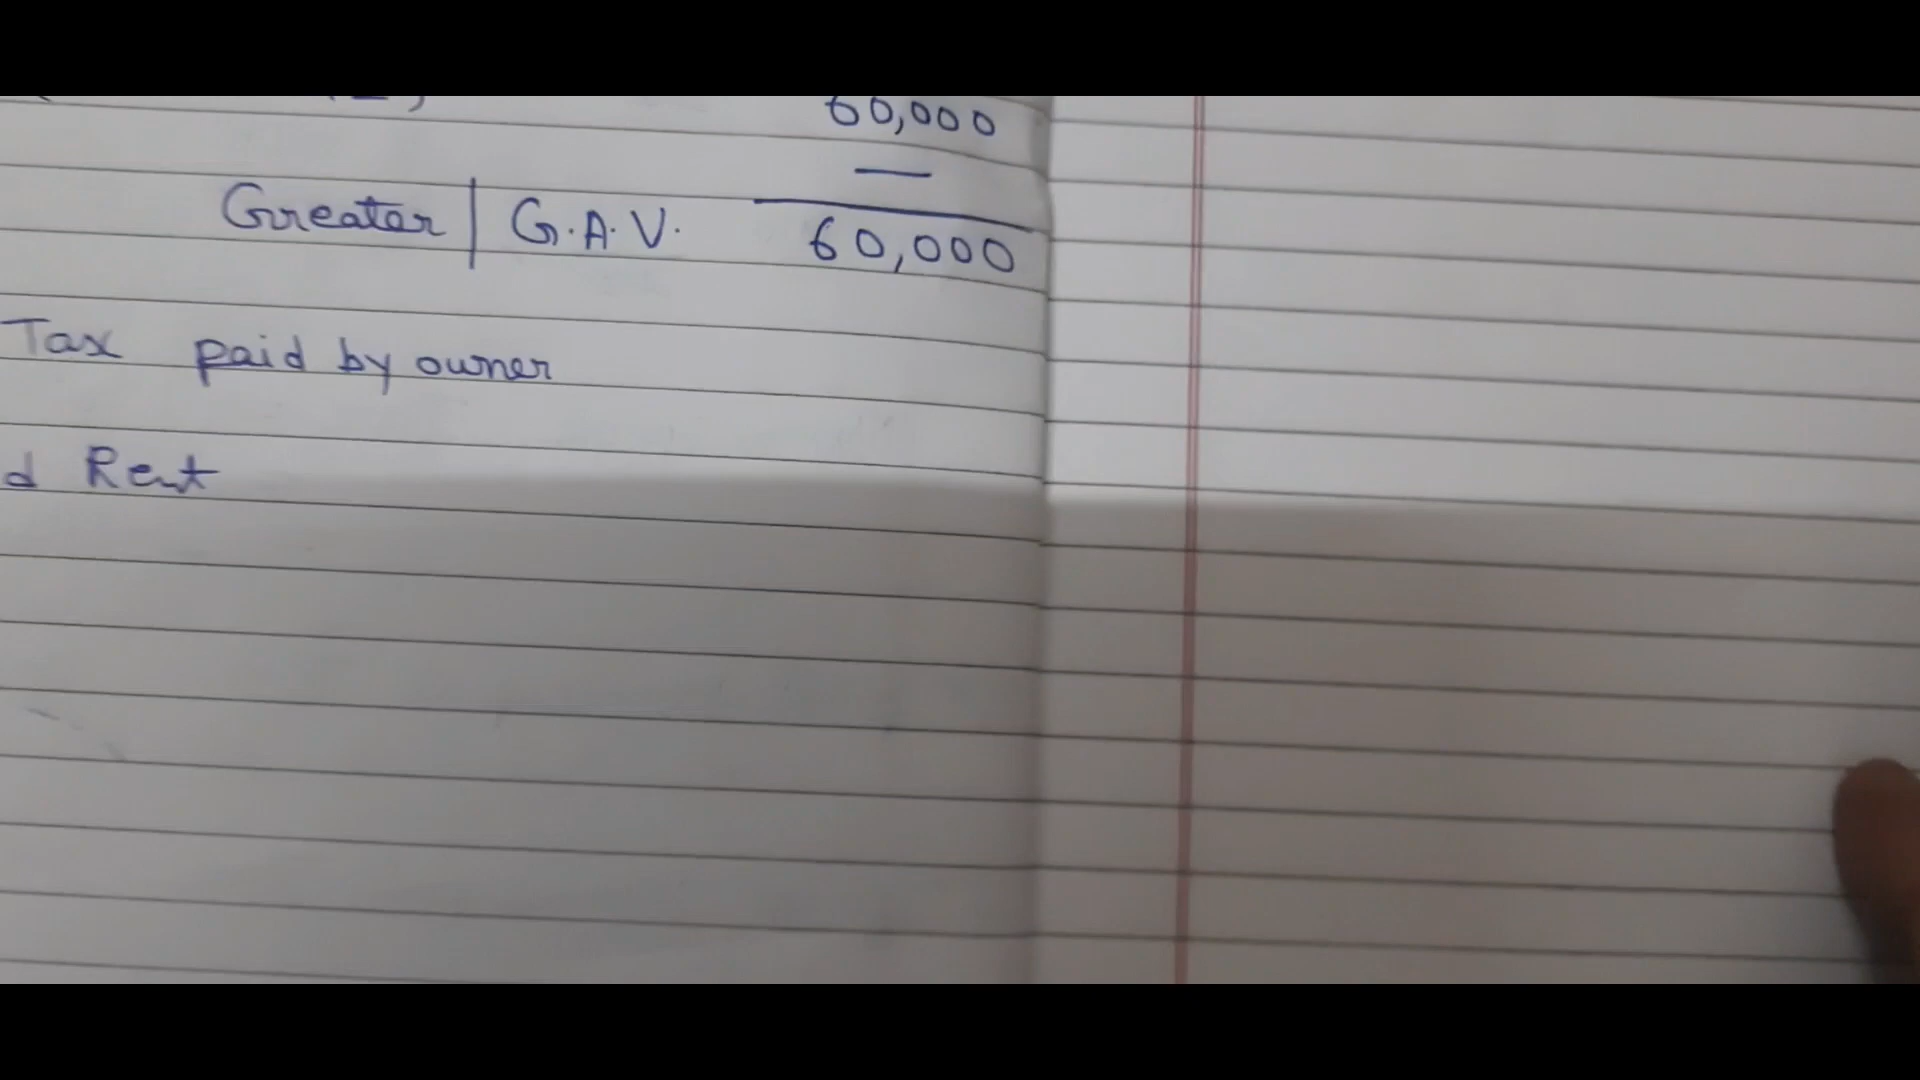 60,000
—
Greater | G.A.V. 60,000
Tax paid by owner
d Rent